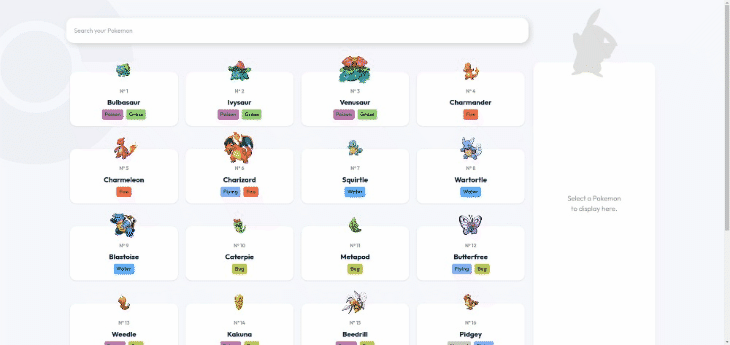 Search your Pokemon
N° 1
Bulbasaur
Poison Grass
N° 2
Ivysaur
Poison Grass
N° 3
Venusaur
Poison Grass
N° 4
Charmander
Fire
N° 5
Charmeleon
Fire
N° 6
Charizard
Flying Fire
N° 7
Squirtle
Water
N° 8
Wartortle
Water
N° 9
Blastoise
Water
N° 10
Caterpie
Bug
N° 11
Metapod
Bug
N° 12
Butterfree
Flying Bug
N° 13
Weedle
N° 14
Kakuna
N° 15
Beedrill
N° 16
Pidgey
Select a Pokemon
to display here.